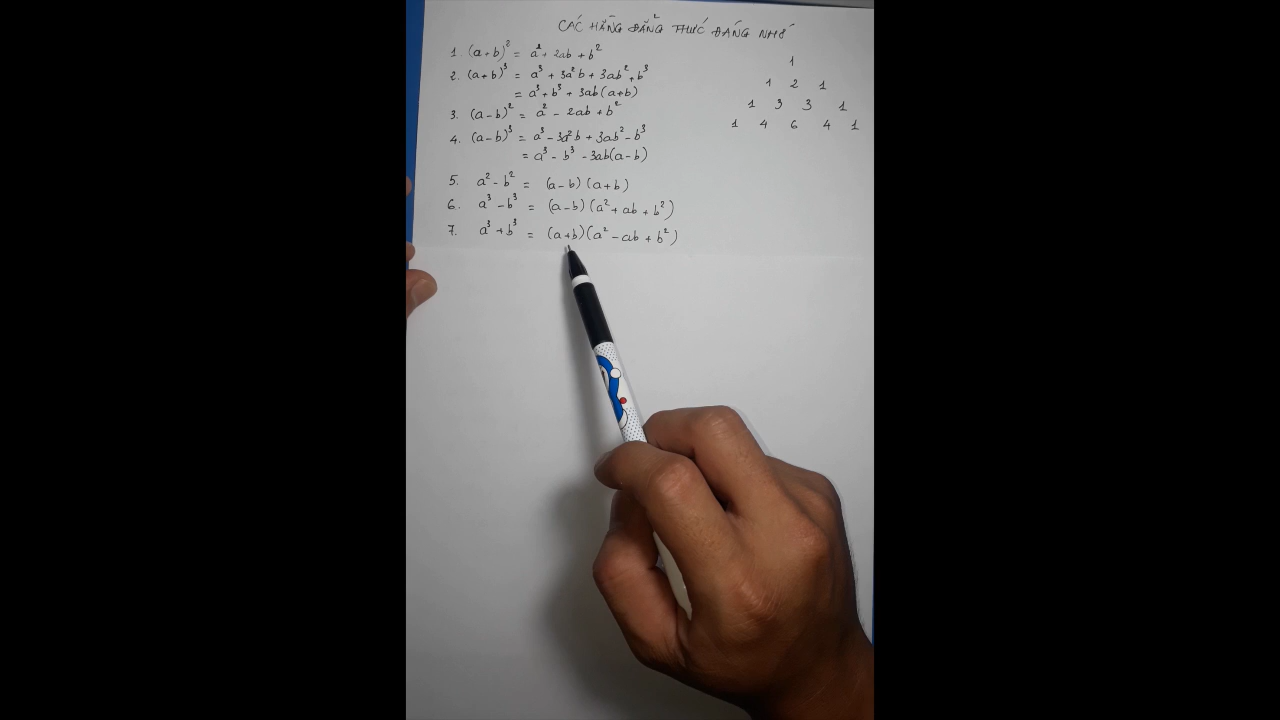 CÁC HẰNG ĐẲNG THỨC ĐÁNG NHỚ
1. (a+b)² = a² + 2ab + b²
2. (a+b)³ = a³ + 3a²b + 3ab² + b³
= a³ + b³ + 3ab(a+b)
3. (a-b)² = a² - 2ab + b²
4. (a-b)³ = a³ - 3a²b + 3ab² - b³
= a³ - b³ - 3ab(a-b)
5. a² - b² = (a-b)(a+b)
6. a³ - b³ = (a-b)(a² + ab + b²)
7. a³ + b³ = (a+b)(a² - ab + b²)
1
1 2 1
1 3 3 1
1 4 6 4 1